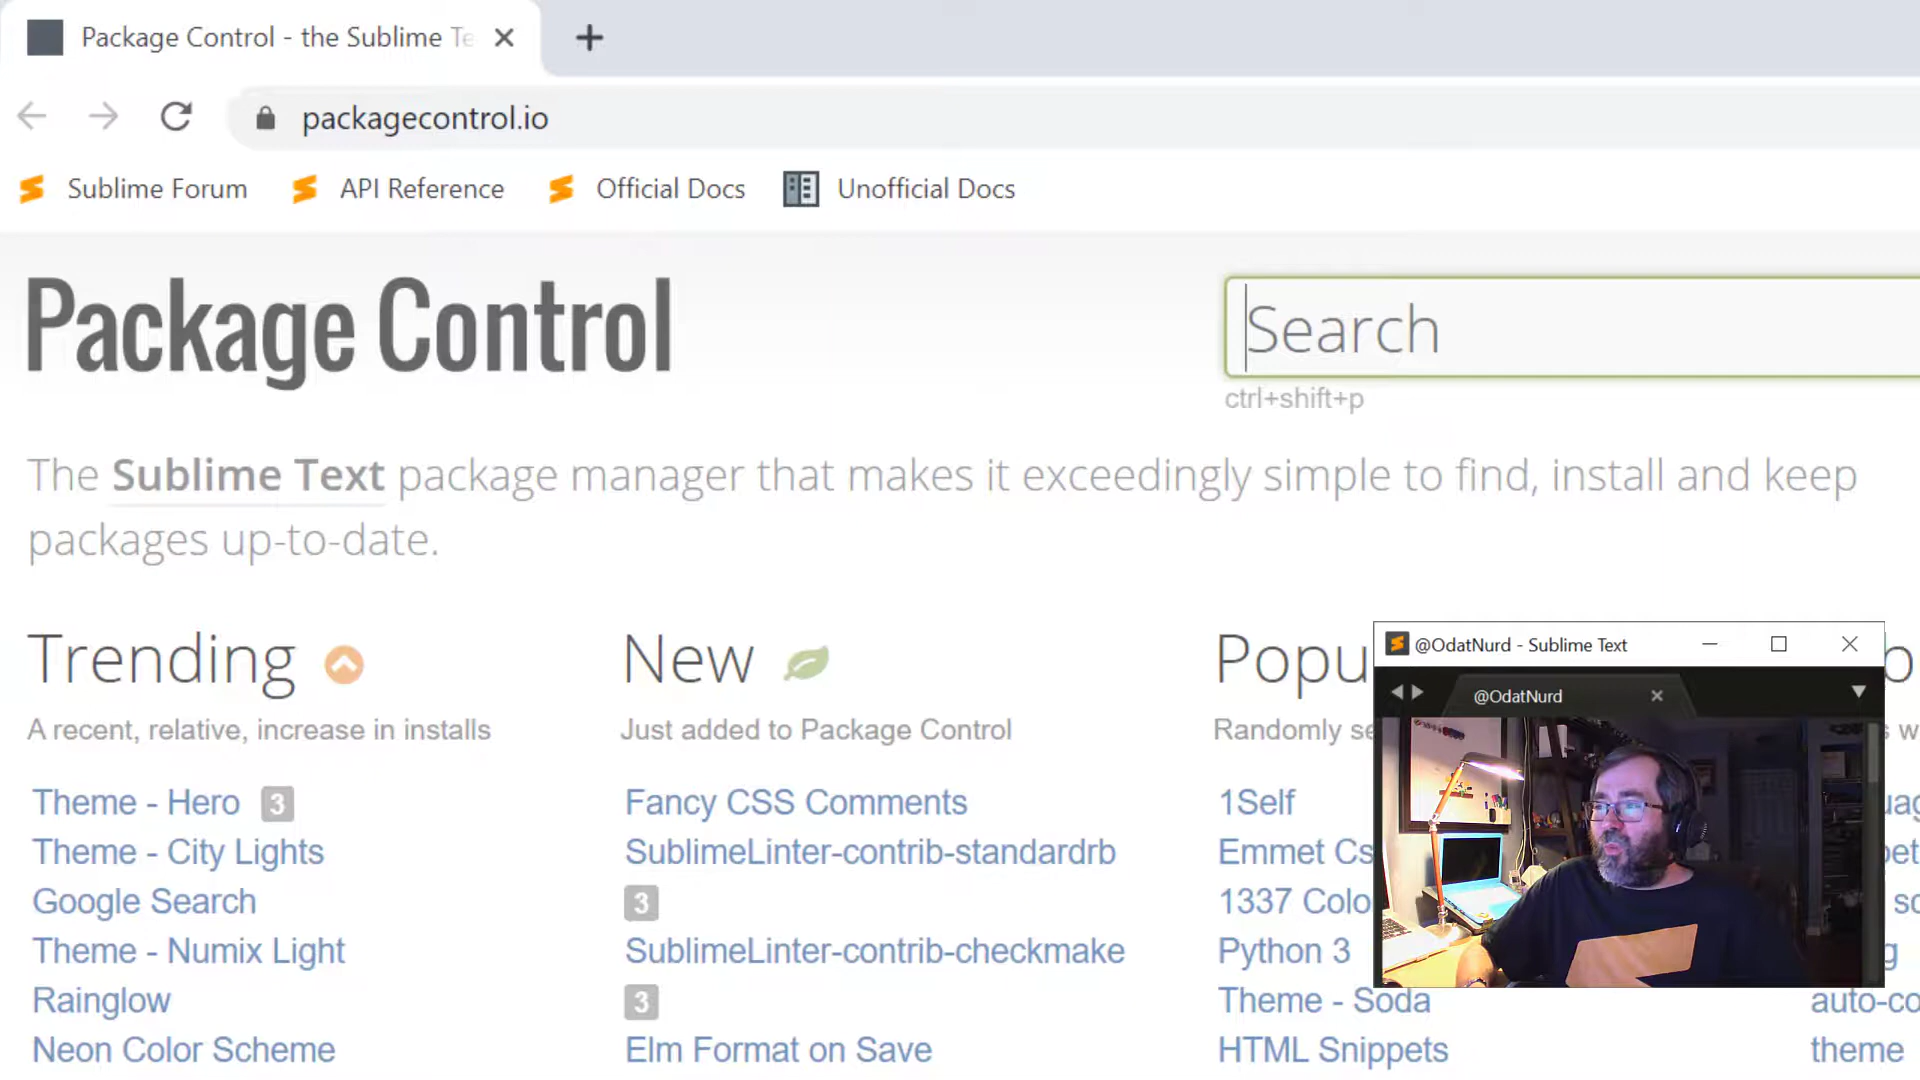 Package Control - the Sublime Te
packagecontrol.io
Sublime Forum API Reference Official Docs Unofficial Docs
Package Control
Search
ctrl+shift+p
The Sublime Text package manager that makes it exceedingly simple to find, install and keep
packages up-to-date.
Trending
A recent, relative, increase in installs
Theme - Hero 3
Theme - City Lights
Google Search
Theme - Numix Light
Rainglow
Neon Color Scheme
New
Just added to Package Control
Fancy CSS Comments
SublimeLinter-contrib-standardrb
3
SublimeLinter-contrib-checkmake
3
Elm Format on Save
Popu
Randomly se
1Self
Emmet Cs
1337 Colo
Python 3
Theme - Soda
HTML Snippets
@OdatNurd - Sublime Text
@OdatNurd
auto-co
theme